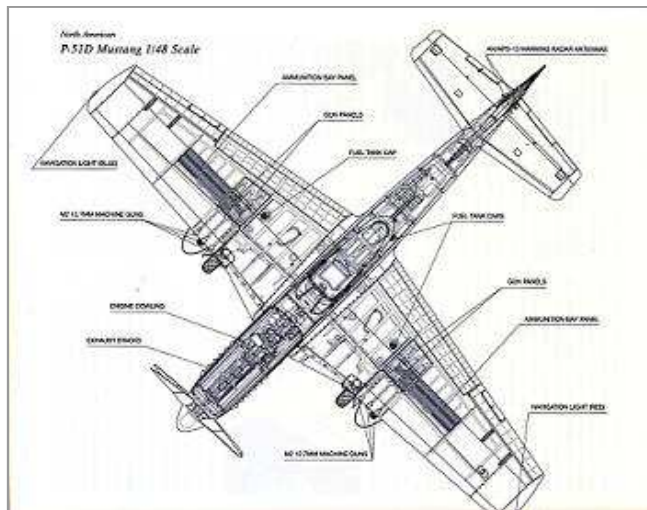 North American
P-51D Mustang 1/48 Scale
AN/APS-13 WARNING RADAR ANTENNAS
AMMUNITION BAY PANEL
GUN PANELS
NAVIGATION LIGHT (BLUE)
FUEL TANK CAP
M2 12.7MM MACHINE GUNS
FUEL TANK CAPS
GUN PANELS
ENGINE COWLING
AMMUNITION BAY PANEL
EXHAUST STACKS
NAVIGATION LIGHT (RED)
M2 12.7MM MACHINE GUNS